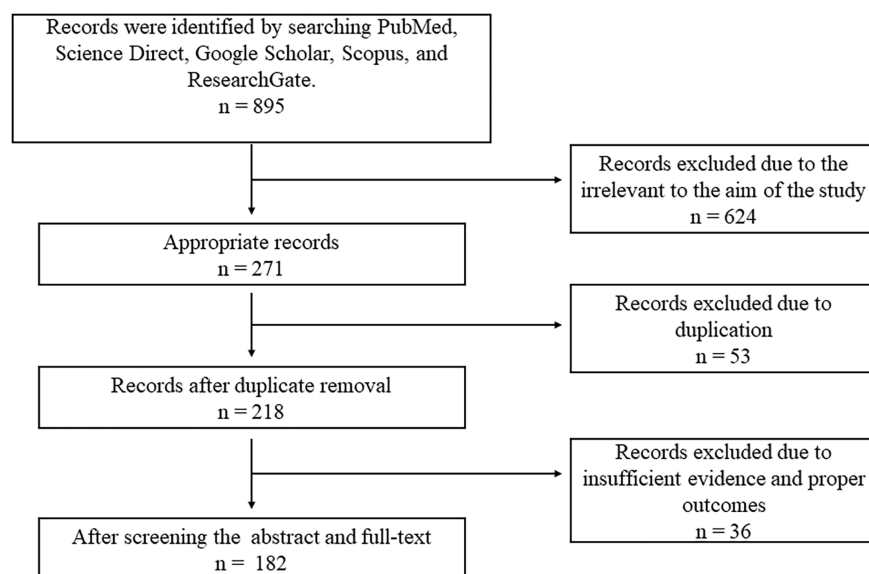 Records were identified by searching PubMed,
Science Direct, Google Scholar, Scopus, and
ResearchGate.
n = 895
Records excluded due to the
irrelevant to the aim of the study
n = 624
Appropriate records
n = 271
Records excluded due to
duplication
n = 53
Records after duplicate removal
n = 218
Records excluded due to
insufficient evidence and proper
outcomes
n = 36
After screening the abstract and full-text
n = 182